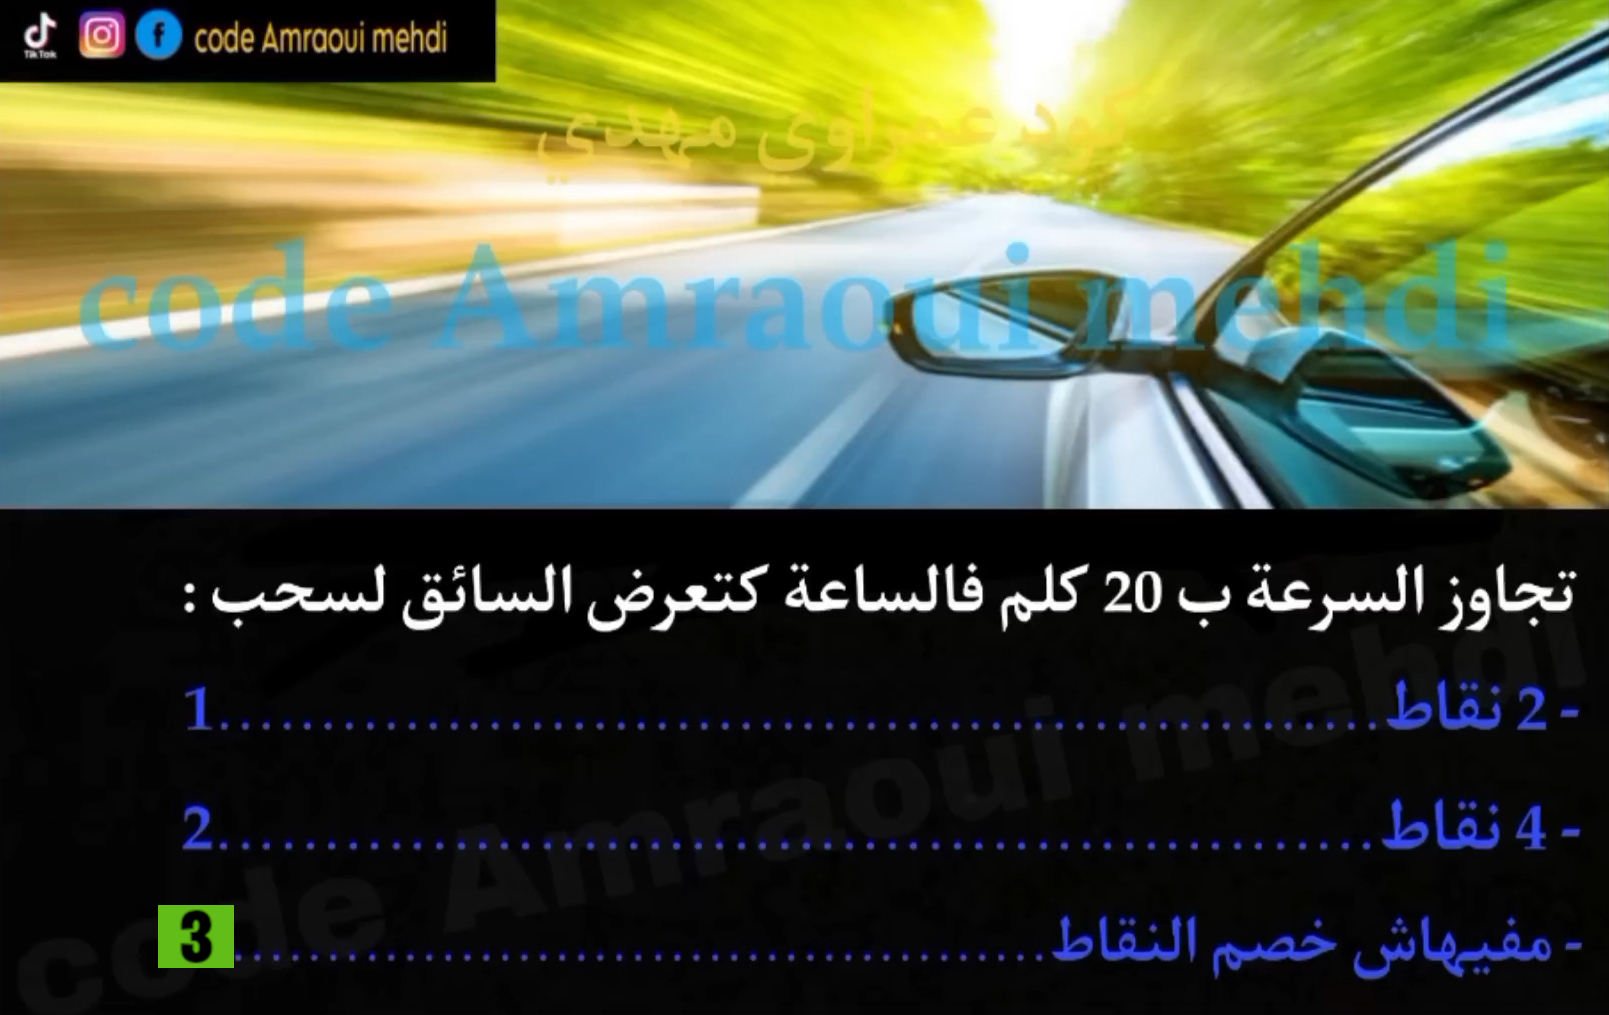 TikTok code Amraoui mehdi
كود عمراوي مهدي
code Amraoui mehdi
تجاوز السرعة ب 20 كلم فالساعة كتعرض السائق لسحب :
- 2 نقاط......................................................1
- 4 نقاط......................................................2
- مفيهاش خصم النقاط......................................3
code Amraoui mehdi